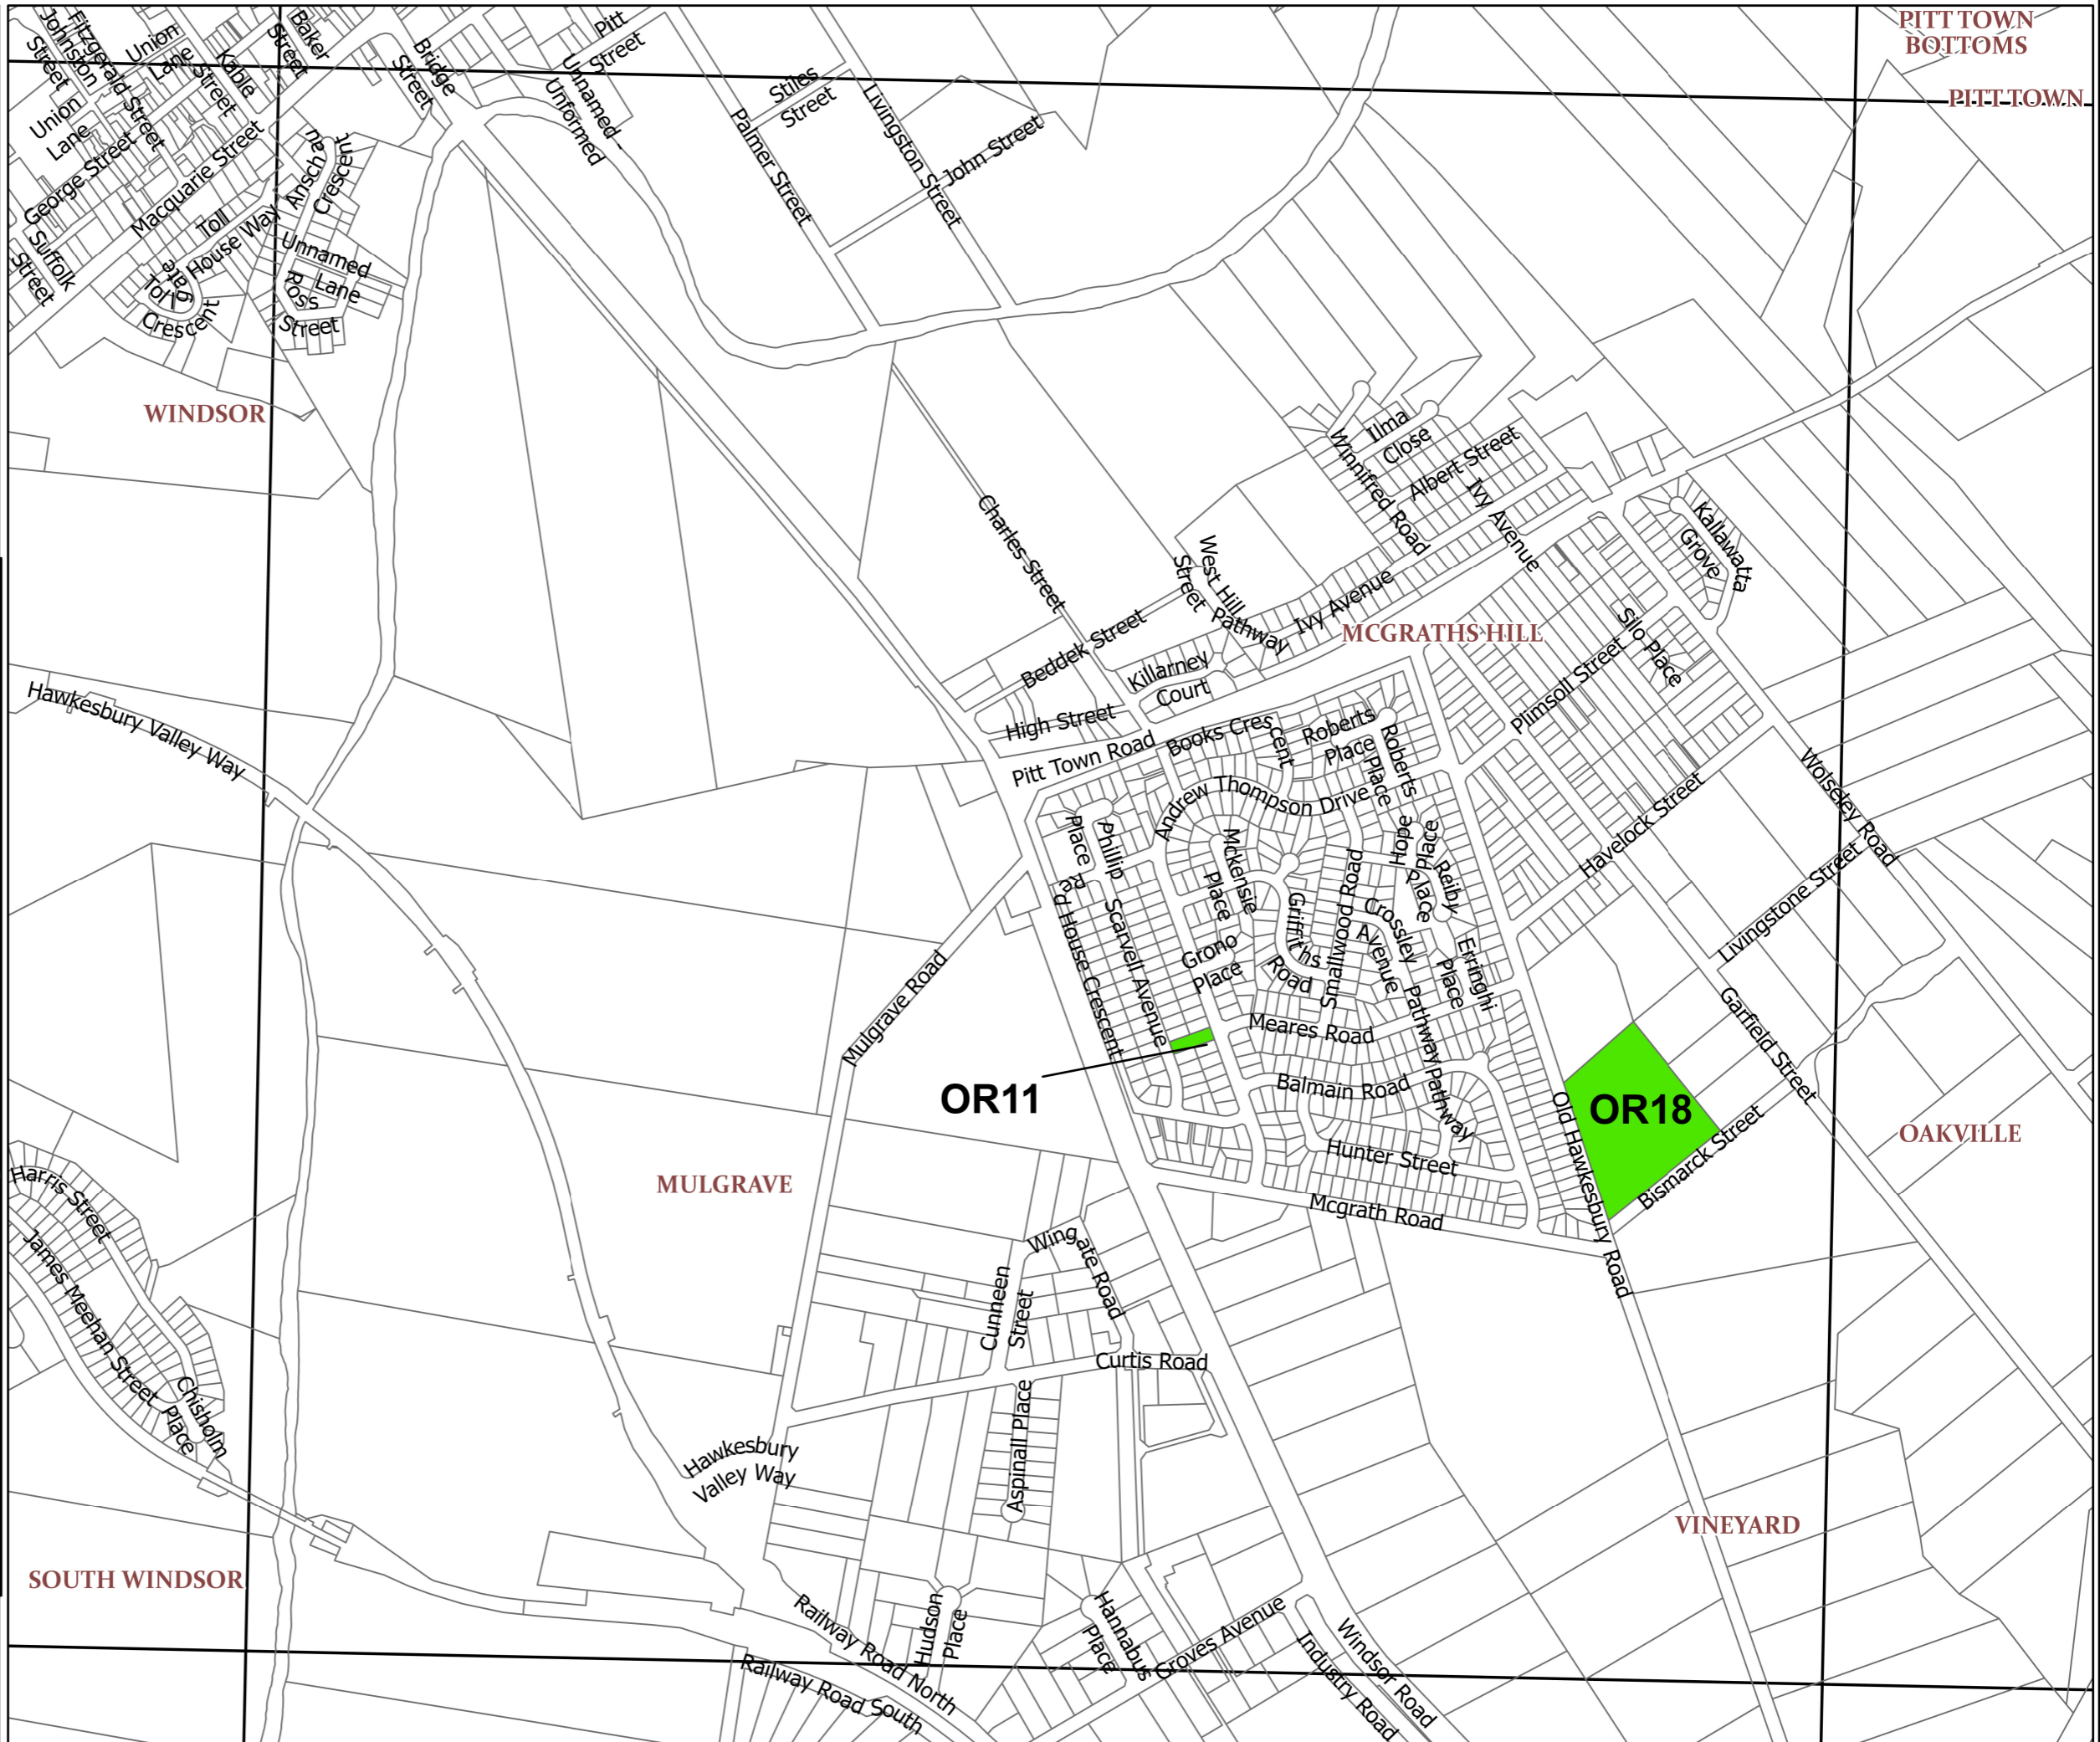 PITT TOWN
BOTTOMS
PITT TOWN
Johnston
Street
Fitzgerald Street
Union
Lane
Kable
Street
Baker
Street
Bridge
Street
Pitt
Street
Unnamed -
Unformed
Stiles
Street
Palmer Street
Livingston Street
John Street
Union
Lane
George Street
Macquarie Street
Suffolk
Street
Toll
House Way
Crescent
Unnamed
Lane
Ross
Street
Crescent
WINDSOR
Ilma
Close
Albert Street
Winnifred Road
Ivy Avenue
Kallawatta
Grove
Charles Street
West Hill
Street
Pathway
Ivy Avenue
MCGRATHS HILL
Silo Place
Plimsoll Street
Beddek Street
Killarney
Court
High Street
Pitt Town Road
Books Crescent
Roberts
Place
Roberts
Place
Hawkesbury Valley Way
Andrew Thompson Drive
Wolseley Road
Havelock Street
Livingstone Street
Phillip
Place
Mckensie
Place
Hope
Place
Reiby
Place
Red House Crescent
Scarvell Avenue
Griffiths
Road
Smallwood Road
Crossley
Avenue
Grono
Place
Erringhi
Place
Mulgrave Road
Meares Road
Pathway
Garfield Street
OR11
Balmain Road
Pathway
OR18
Old Hawkesbury Road
Bismarck Street
OAKVILLE
Hunter Street
Mcgrath Road
MULGRAVE
Harris Street
James Meehan Street
Chisholm
Place
Wingate Road
Cunneen
Street
Curtis Road
Aspinall Place
Hawkesbury
Valley Way
VINEYARD
SOUTH WINDSOR
Railway Road North
Railway Road South
Hudson
Place
Hannabus
Place
Groves Avenue
Industry Road
Windsor Road